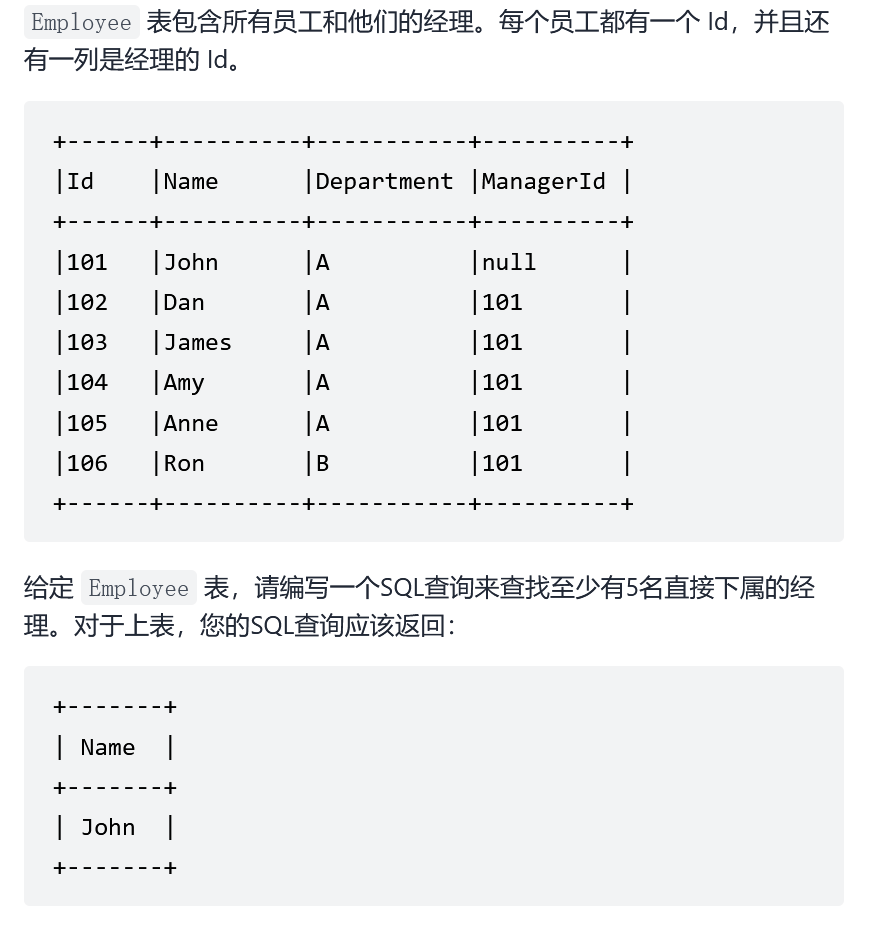 Employee 表包含所有员工和他们的经理。每个员工都有一个 Id，并且还
有一列是经理的 Id。
+------+----------+-----------+----------+
|Id    |Name      |Department |ManagerId |
+------+----------+-----------+----------+
|101   |John      |A          |null      |
|102   |Dan       |A          |101       |
|103   |James     |A          |101       |
|104   |Amy       |A          |101       |
|105   |Anne      |A          |101       |
|106   |Ron       |B          |101       |
+------+----------+-----------+----------+
给定 Employee 表，请编写一个SQL查询来查找至少有5名直接下属的经
理。对于上表，您的SQL查询应该返回：
+-------+
| Name  |
+-------+
| John  |
+-------+